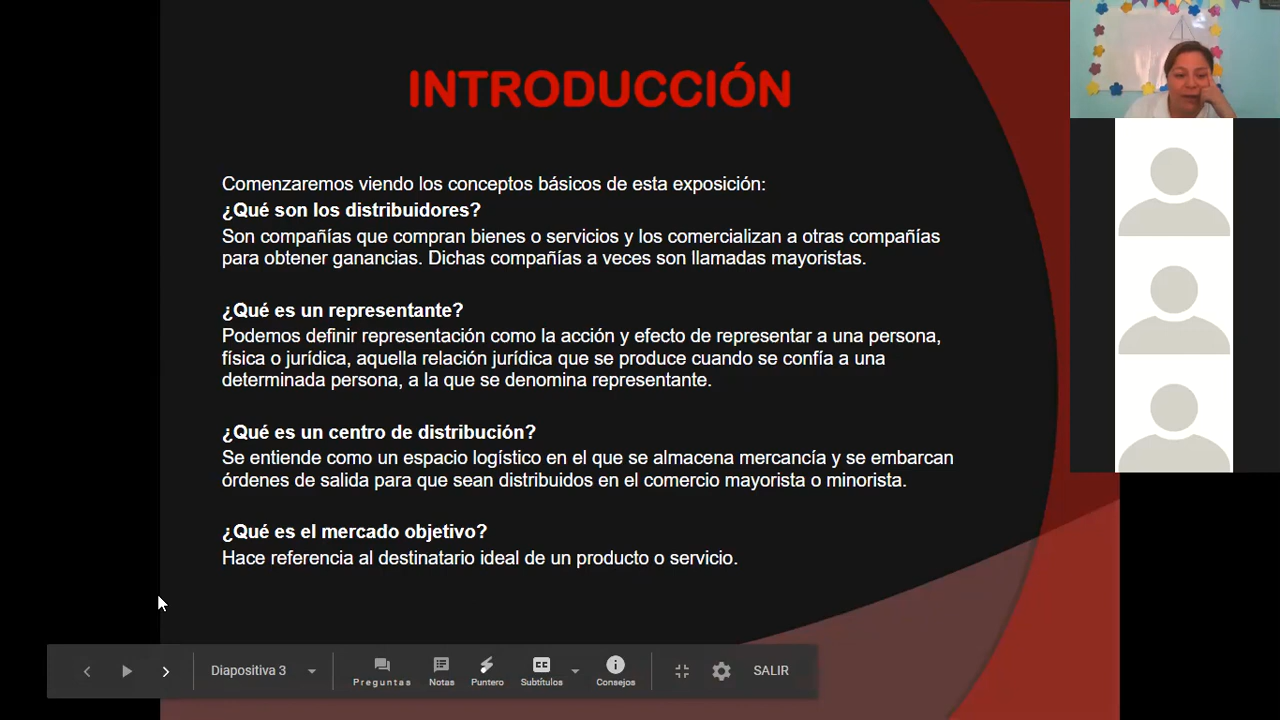 INTRODUCCIÓN
Comenzaremos viendo los conceptos básicos de esta exposición:
¿Qué son los distribuidores?
Son compañías que compran bienes o servicios y los comercializan a otras compañías
para obtener ganancias. Dichas compañías a veces son llamadas mayoristas.
¿Qué es un representante?
Podemos definir representación como la acción y efecto de representar a una persona,
física o jurídica, aquella relación jurídica que se produce cuando se confía a una
determinada persona, a la que se denomina representante.
¿Qué es un centro de distribución?
Se entiende como un espacio logístico en el que se almacena mercancía y se embarcan
órdenes de salida para que sean distribuidos en el comercio mayorista o minorista.
¿Qué es el mercado objetivo?
Hace referencia al destinatario ideal de un producto o servicio.
Diapositiva 3
Preguntas
Notas
Puntero
CC
Subtítulos
Consejos
SALIR